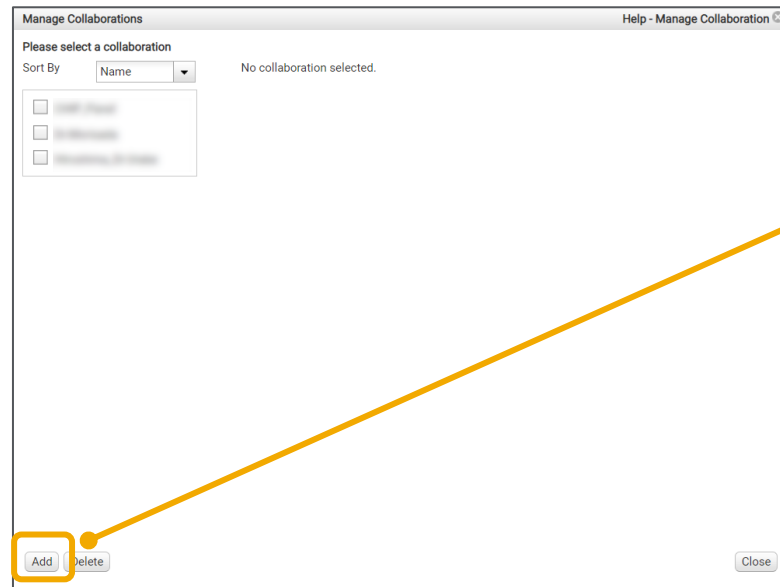 Manage Collaborations Help - Manage Collaboration
Please select a collaboration
Sort By Name No collaboration selected.
Add Delete Close